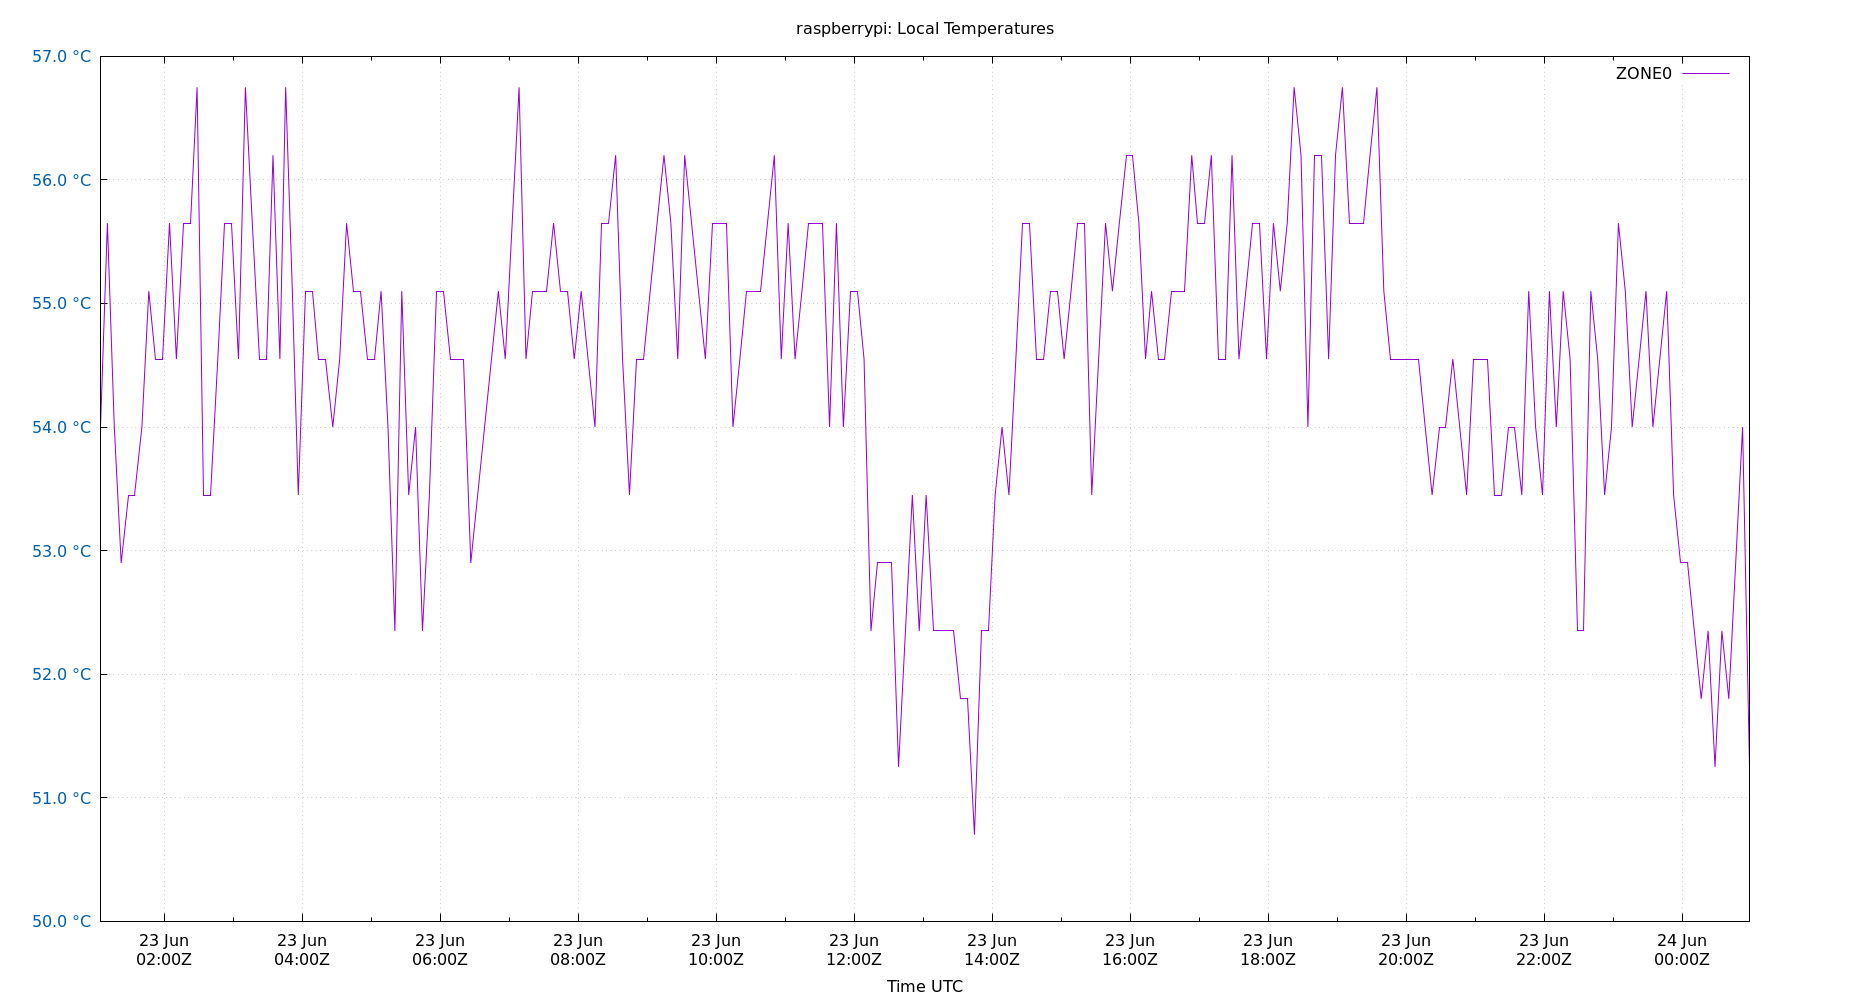 raspberrypi: Local Temperatures
57.0 °C
ZONE0
56.0 °C
55.0 °C
54.0 °C
53.0 °C
52.0 °C
51.0 °C
50.0 °C
23 Jun 23 Jun 23 Jun 23 Jun 23 Jun 23 Jun 23 Jun 23 Jun 23 Jun 23 Jun 23 Jun 24 Jun
02:00Z 04:00Z 06:00Z 08:00Z 10:00Z 12:00Z 14:00Z 16:00Z 18:00Z 20:00Z 22:00Z 00:00Z
Time UTC